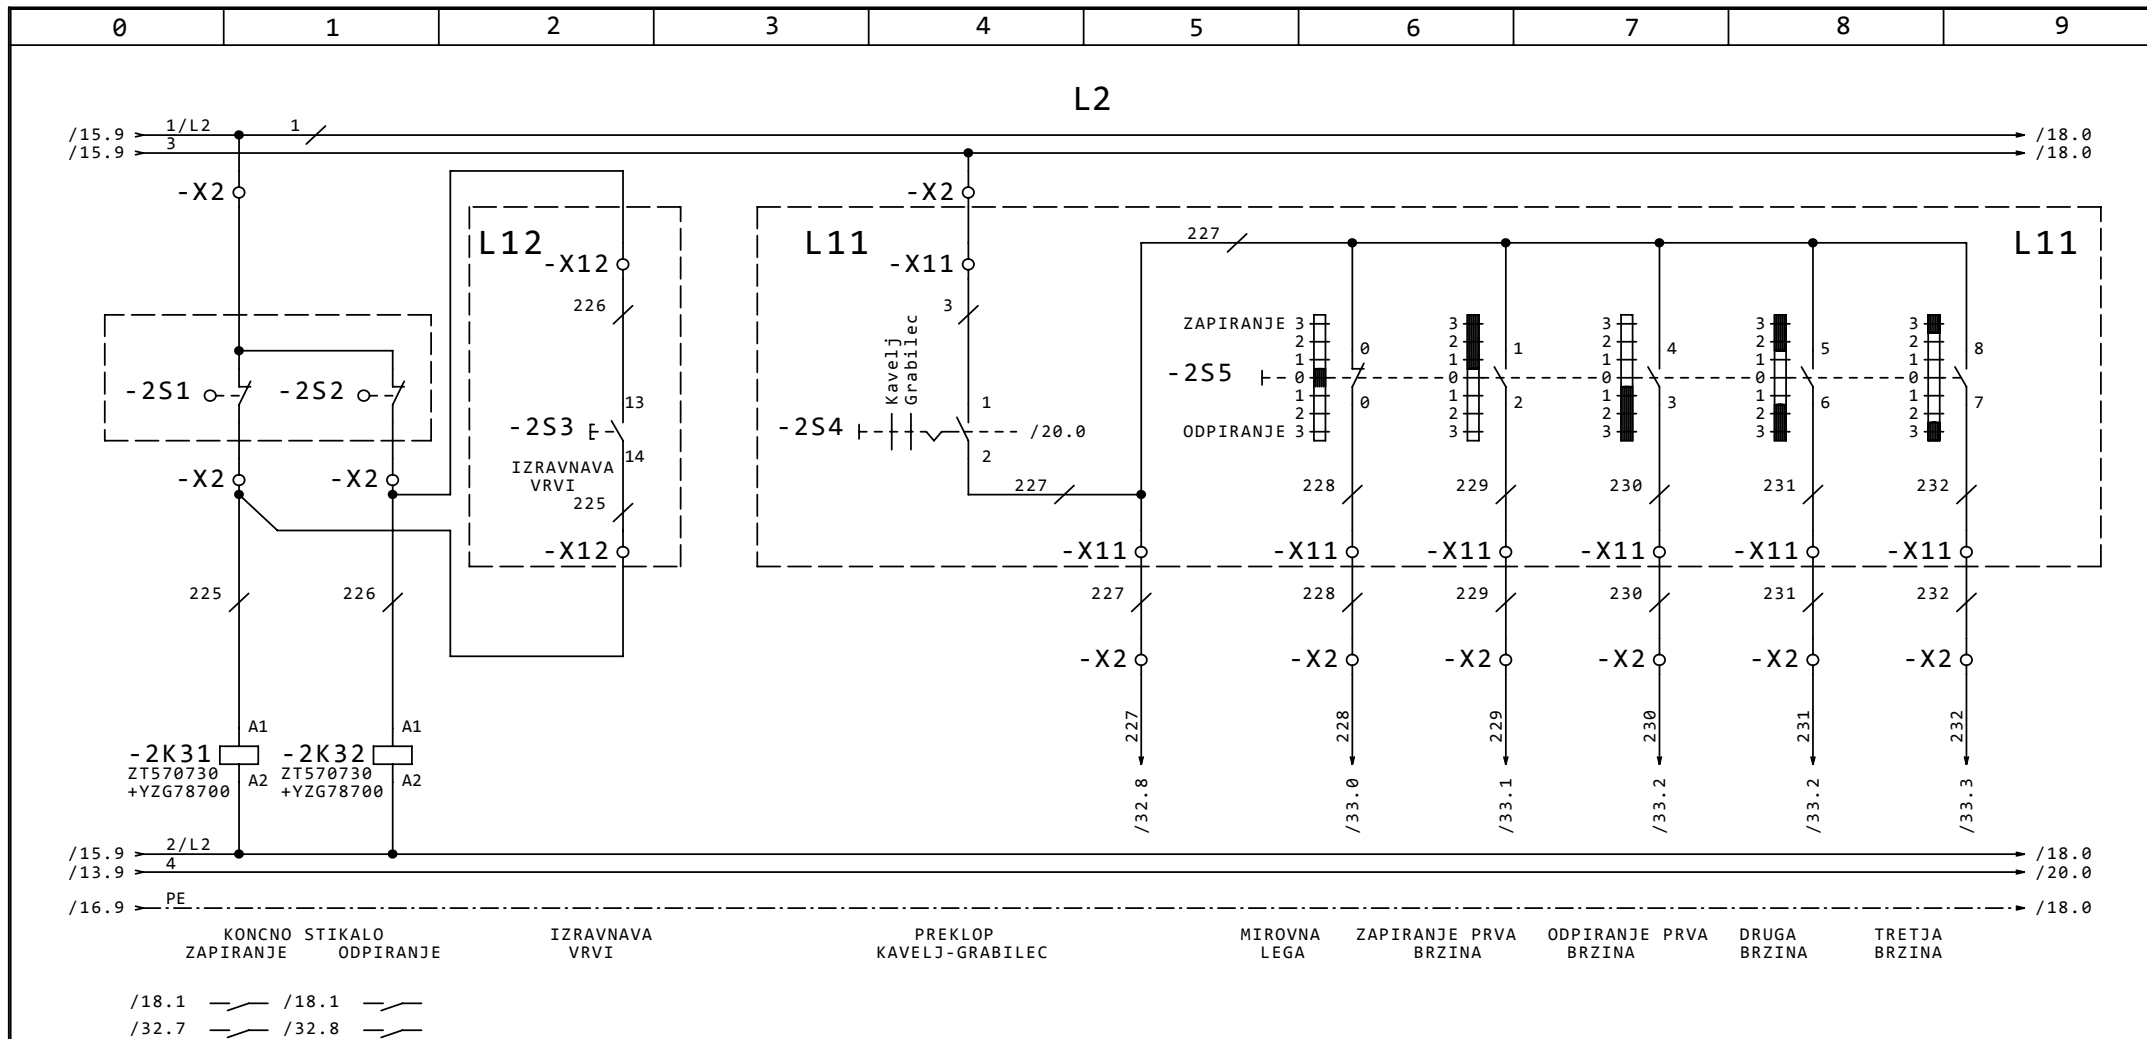 0 1 2 3 4 5 6 7 8 9
L2
/15.9 1/L2 1 /18.0
/15.9 3 /18.0
-X2 -X2
L12 L11 227 L11
-X12 -X11
226 3
Kavelj
Grabilec
ZAPIRANJE 3 3 3 3 3
2 2 2 2
1 0 1 1 1 4 1 5 1 8
-2S1 -2S2 -2S5 0 0 0 0 0
1 0 1 2 1 3 1 6 1 7
2 2 2 2 2
ODPIRANJE 3 3 3 3 3
13 1
-2S3 -2S4 /20.0
14 2
IZRAVNAVA
VRVI
-X2 -X2
225 227 228 229 230 231 232
-X12 -X11 -X11 -X11 -X11 -X11 -X11
225 226 227 228 229 230 231 232
-X2 -X2 -X2 -X2 -X2 -X2
227 228 229 230 231 232
A1 A1
-2K31 -2K32
ZT570730 ZT570730
+YZG78700 +YZG78700
A2 A2
/32.8 /33.0 /33.1 /33.2 /33.2 /33.3
/15.9 2/L2 /18.0
/13.9 4 /20.0
/16.9 PE /18.0
KONCNO STIKALO IZRAVNAVA PREKLOP MIROVNA ZAPIRANJE PRVA ODPIRANJE PRVA DRUGA TRETJA
ZAPIRANJE ODPIRANJE VRVI KAVELJ-GRABILEC LEGA BRZINA BRZINA BRZINA BRZINA
/18.1 /18.1
/32.7 /32.8